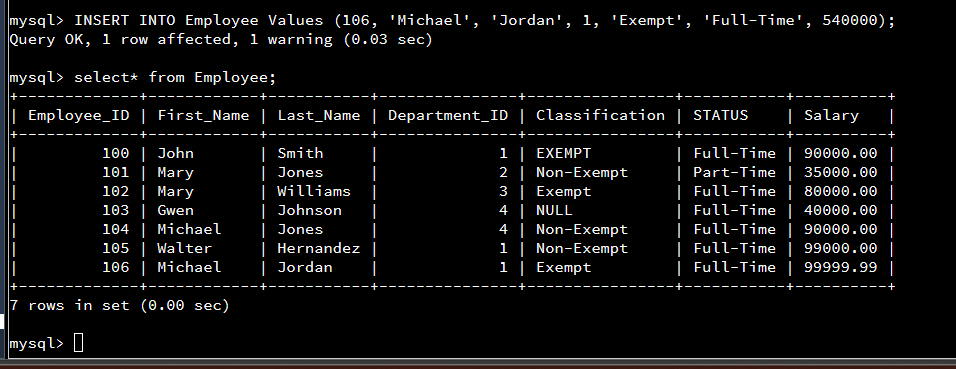 mysql> INSERT INTO Employee Values (106, 'Michael', 'Jordan', 1, 'Exempt', 'Full-Time', 540000);
Query OK, 1 row affected, 1 warning (0.03 sec)
mysql> select* from Employee;
+-------------+------------+-----------+---------------+----------------+-----------+----------+
| Employee_ID | First_Name | Last_Name | Department_ID | Classification | STATUS    | Salary   |
+-------------+------------+-----------+---------------+----------------+-----------+----------+
|         100 | John       | Smith     |             1 | EXEMPT         | Full-Time | 90000.00 |
|         101 | Mary       | Jones     |             2 | Non-Exempt     | Part-Time | 35000.00 |
|         102 | Mary       | Williams  |             3 | Exempt         | Full-Time | 80000.00 |
|         103 | Gwen       | Johnson   |             4 | NULL           | Full-Time | 40000.00 |
|         104 | Michael    | Jones     |             4 | Non-Exempt     | Full-Time | 90000.00 |
|         105 | Walter     | Hernandez |             1 | Non-Exempt     | Full-Time | 99000.00 |
|         106 | Michael    | Jordan    |             1 | Exempt         | Full-Time | 99999.99 |
+-------------+------------+-----------+---------------+----------------+-----------+----------+
7 rows in set (0.00 sec)
mysql>